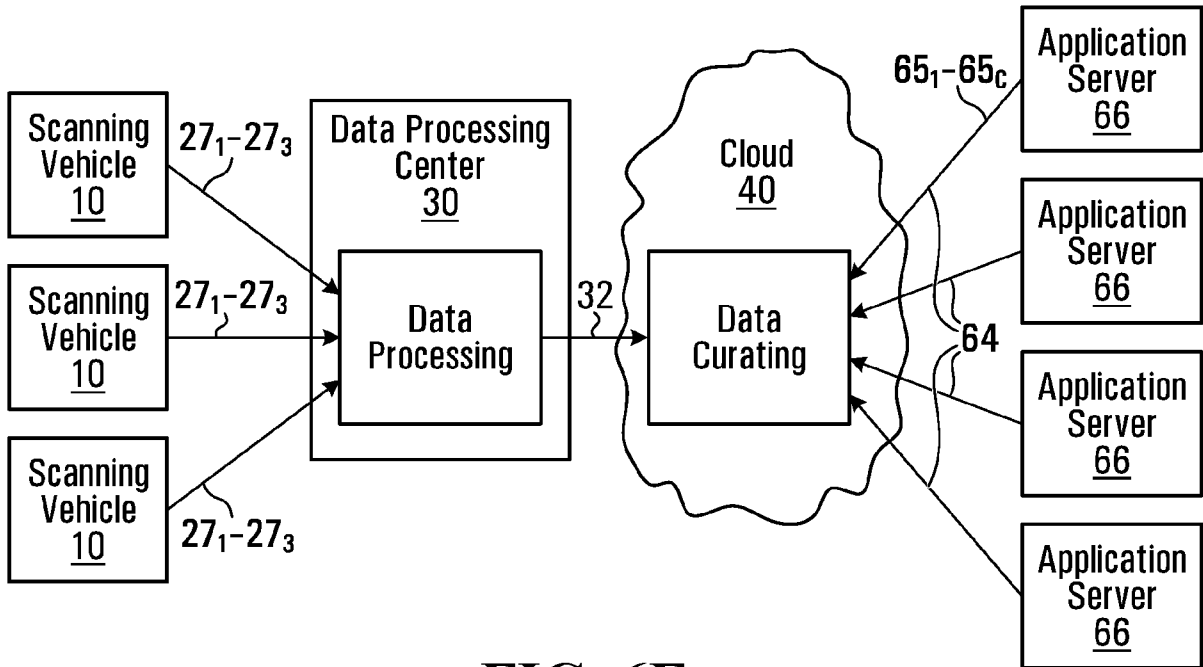 Scanning
Vehicle
10
27₁-27₃
Scanning
Vehicle
10
27₁-27₃
Scanning
Vehicle
10
27₁-27₃
Data Processing
Center
30
Data
Processing
32
Cloud
40
Data
Curating
65₁-65c
64
Application
Server
66
Application
Server
66
Application
Server
66
Application
Server
66